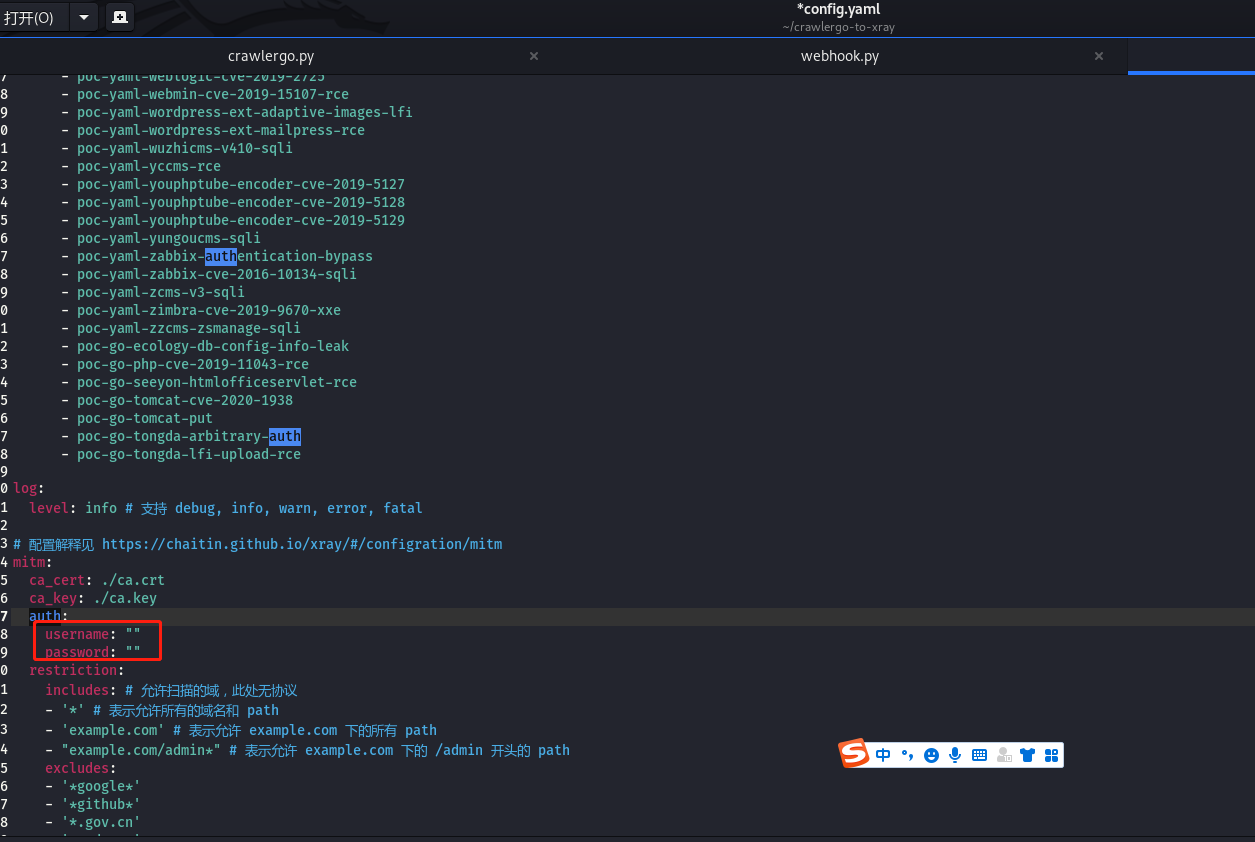 打开(O)
*config.yaml
~/crawlergo-to-xray
crawlergo.py
webhook.py
7 - poc-yaml-weblogic-cve-2019-2725
8 - poc-yaml-webmin-cve-2019-15107-rce
9 - poc-yaml-wordpress-ext-adaptive-images-lfi
0 - poc-yaml-wordpress-ext-mailpress-rce
1 - poc-yaml-wuzhicms-v410-sqli
2 - poc-yaml-yccms-rce
3 - poc-yaml-youphptube-encoder-cve-2019-5127
4 - poc-yaml-youphptube-encoder-cve-2019-5128
5 - poc-yaml-youphptube-encoder-cve-2019-5129
6 - poc-yaml-yungoucms-sqli
7 - poc-yaml-zabbix-authentication-bypass
8 - poc-yaml-zabbix-cve-2016-10134-sqli
9 - poc-yaml-zcms-v3-sqli
0 - poc-yaml-zimbra-cve-2019-9670-xxe
1 - poc-yaml-zzcms-zsmanage-sqli
2 - poc-go-ecology-db-config-info-leak
3 - poc-go-php-cve-2019-11043-rce
4 - poc-go-seeyon-htmlofficeservlet-rce
5 - poc-go-tomcat-cve-2020-1938
6 - poc-go-tomcat-put
7 - poc-go-tongda-arbitrary-auth
8 - poc-go-tongda-lfi-upload-rce
9
0 log:
1 level: info # 支持 debug, info, warn, error, fatal
2
3 # 配置解释见 https://chaitin.github.io/xray/#/configration/mitm
4 mitm:
5 ca_cert: ./ca.crt
6 ca_key: ./ca.key
7 auth:
8 username: ""
9 password: ""
0 restriction:
1 includes: # 允许扫描的域，此处无协议
2 - '*' # 表示允许所有的域名和 path
3 - 'example.com' # 表示允许 example.com 下的所有 path
4 - "example.com/admin*" # 表示允许 example.com 下的 /admin 开头的 path
5 excludes:
6 - '*google*'
7 - '*github*'
8 - '*.gov.cn'
S 中